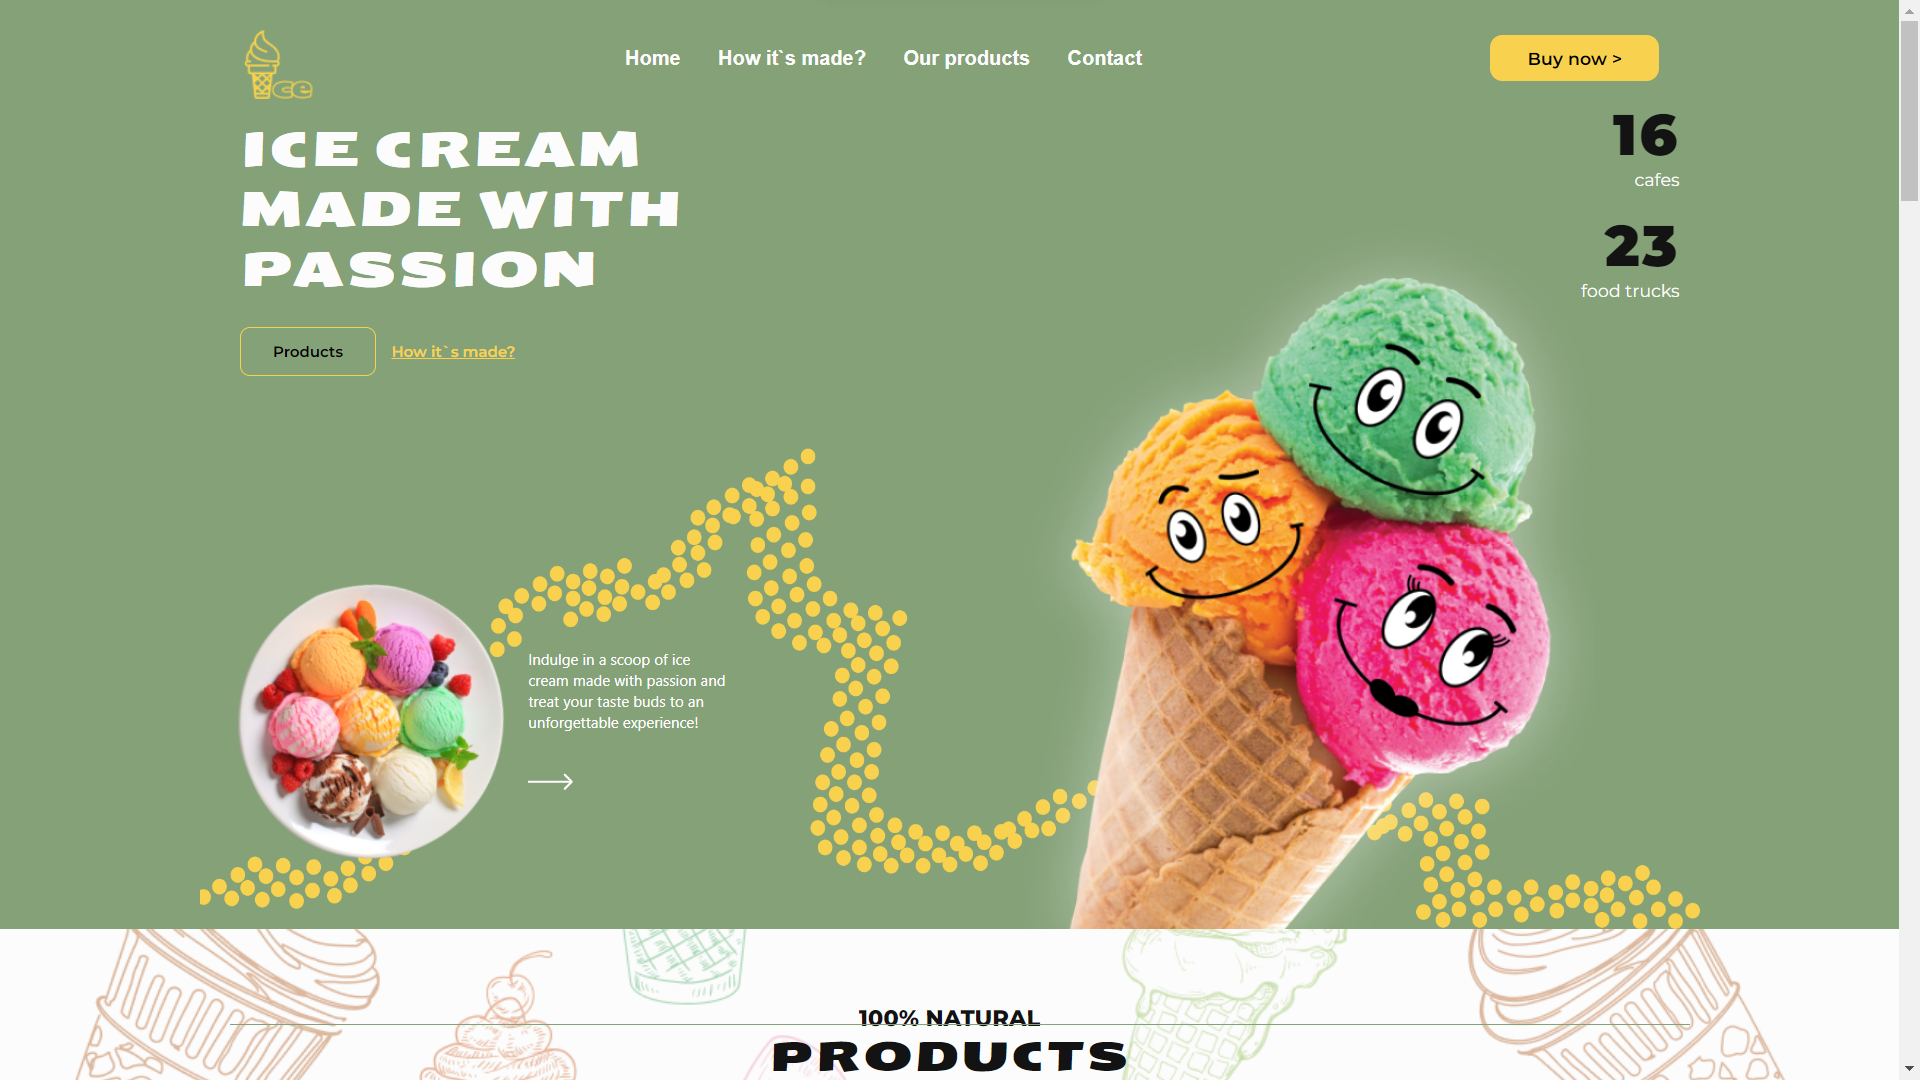 ce
Home
How it`s made?
Our products
Contact
Buy now >
ICE CREAM
MADE WITH
PASSION
16
cafes
23
food trucks
Products
How it`s made?
Indulge in a scoop of ice
cream made with passion and
treat your taste buds to an
unforgettable experience!
100% NATURAL
PRODUCTS